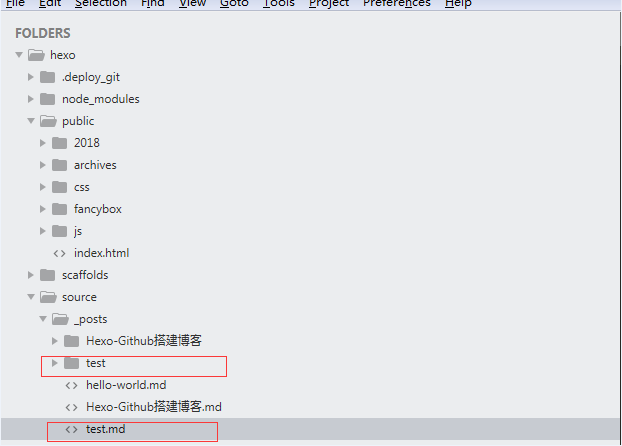 File Edit Selection Find View Goto Tools Project Preferences Help
FOLDERS
hexo
.deploy_git
node_modules
public
2018
archives
css
fancybox
js
index.html
scaffolds
source
_posts
Hexo-Github搭建博客
test
hello-world.md
Hexo-Github搭建博客.md
test.md